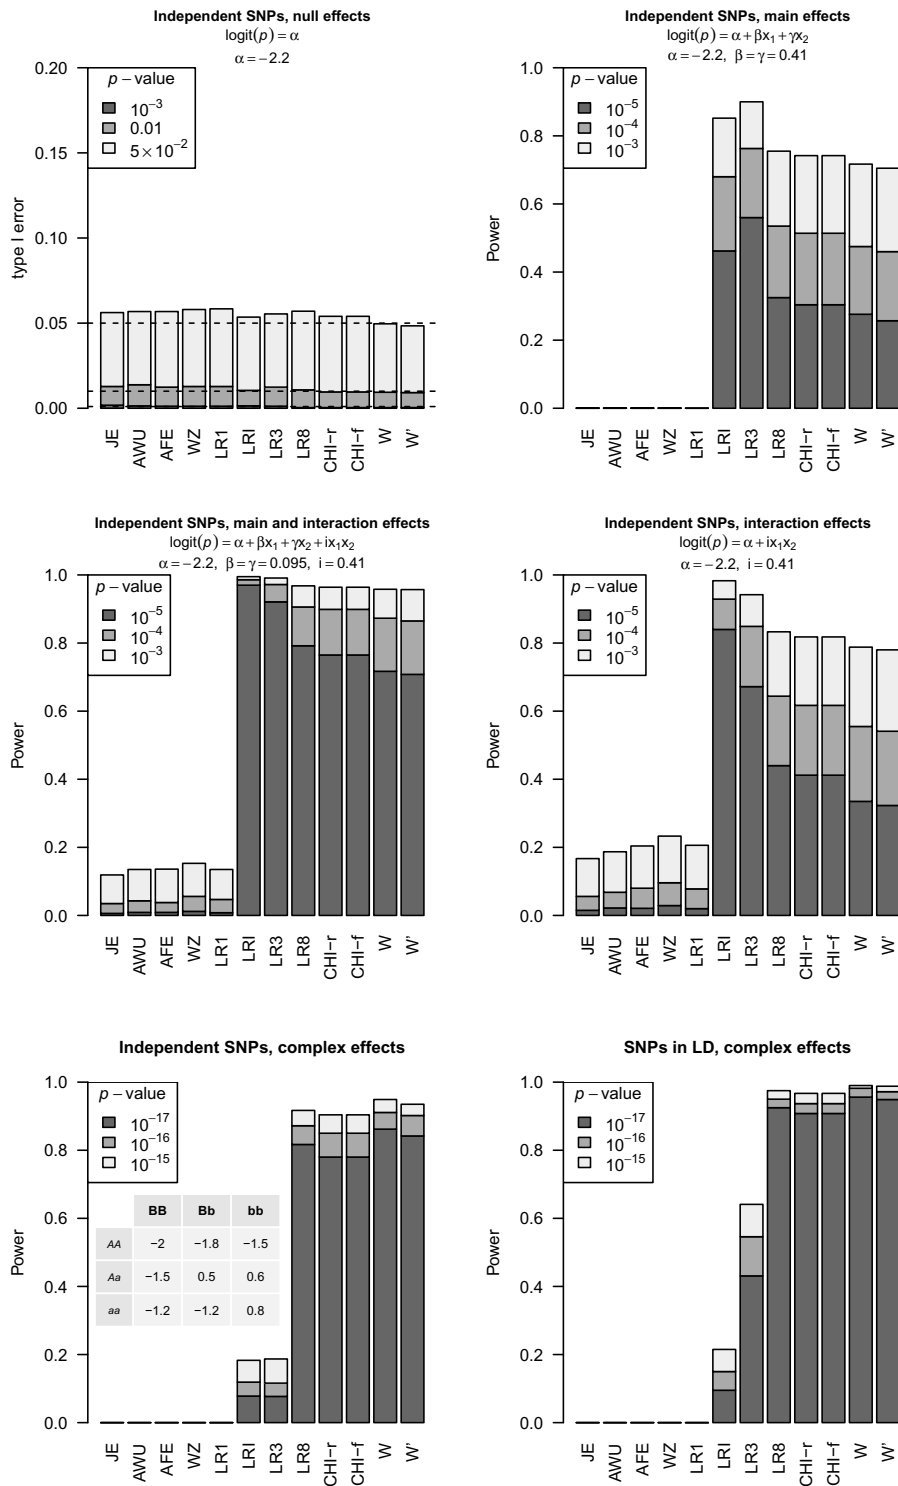 Independent SNPs, null effects
logit(p) = α
α = −2.2
0.20
0.15
0.10
0.05
0.00
type I error
p − value
10⁻³
0.01
5×10⁻²
JE AWU AFE WZ LR1 LRI LR3 LR8 CHI−r CHI−f W W'
Independent SNPs, main effects
logit(p) = α + βx₁ + γx₂
α = −2.2, β = γ = 0.41
1.0
0.8
0.6
0.4
0.2
0.0
Power
p − value
10⁻⁵
10⁻⁴
10⁻³
JE AWU AFE WZ LR1 LRI LR3 LR8 CHI−r CHI−f W W'
Independent SNPs, main and interaction effects
logit(p) = α + βx₁ + γx₂ + ix₁x₂
α = −2.2, β = γ = 0.095, i = 0.41
1.0
0.8
0.6
0.4
0.2
0.0
Power
p − value
10⁻⁵
10⁻⁴
10⁻³
JE AWU AFE WZ LR1 LRI LR3 LR8 CHI−r CHI−f W W'
Independent SNPs, interaction effects
logit(p) = α + ix₁x₂
α = −2.2, i = 0.41
1.0
0.8
0.6
0.4
0.2
0.0
Power
p − value
10⁻⁵
10⁻⁴
10⁻³
JE AWU AFE WZ LR1 LRI LR3 LR8 CHI−r CHI−f W W'
Independent SNPs, complex effects
1.0
0.8
0.6
0.4
0.2
0.0
Power
p − value
10⁻¹⁷
10⁻¹⁶
10⁻¹⁵
BB Bb bb
AA −2 −1.8 −1.5
Aa −1.5 0.5 0.6
aa −1.2 −1.2 0.8
JE AWU AFE WZ LR1 LRI LR3 LR8 CHI−r CHI−f W W'
SNPs in LD, complex effects
1.0
0.8
0.6
0.4
0.2
0.0
Power
p − value
10⁻¹⁷
10⁻¹⁶
10⁻¹⁵
JE AWU AFE WZ LR1 LRI LR3 LR8 CHI−r CHI−f W W'